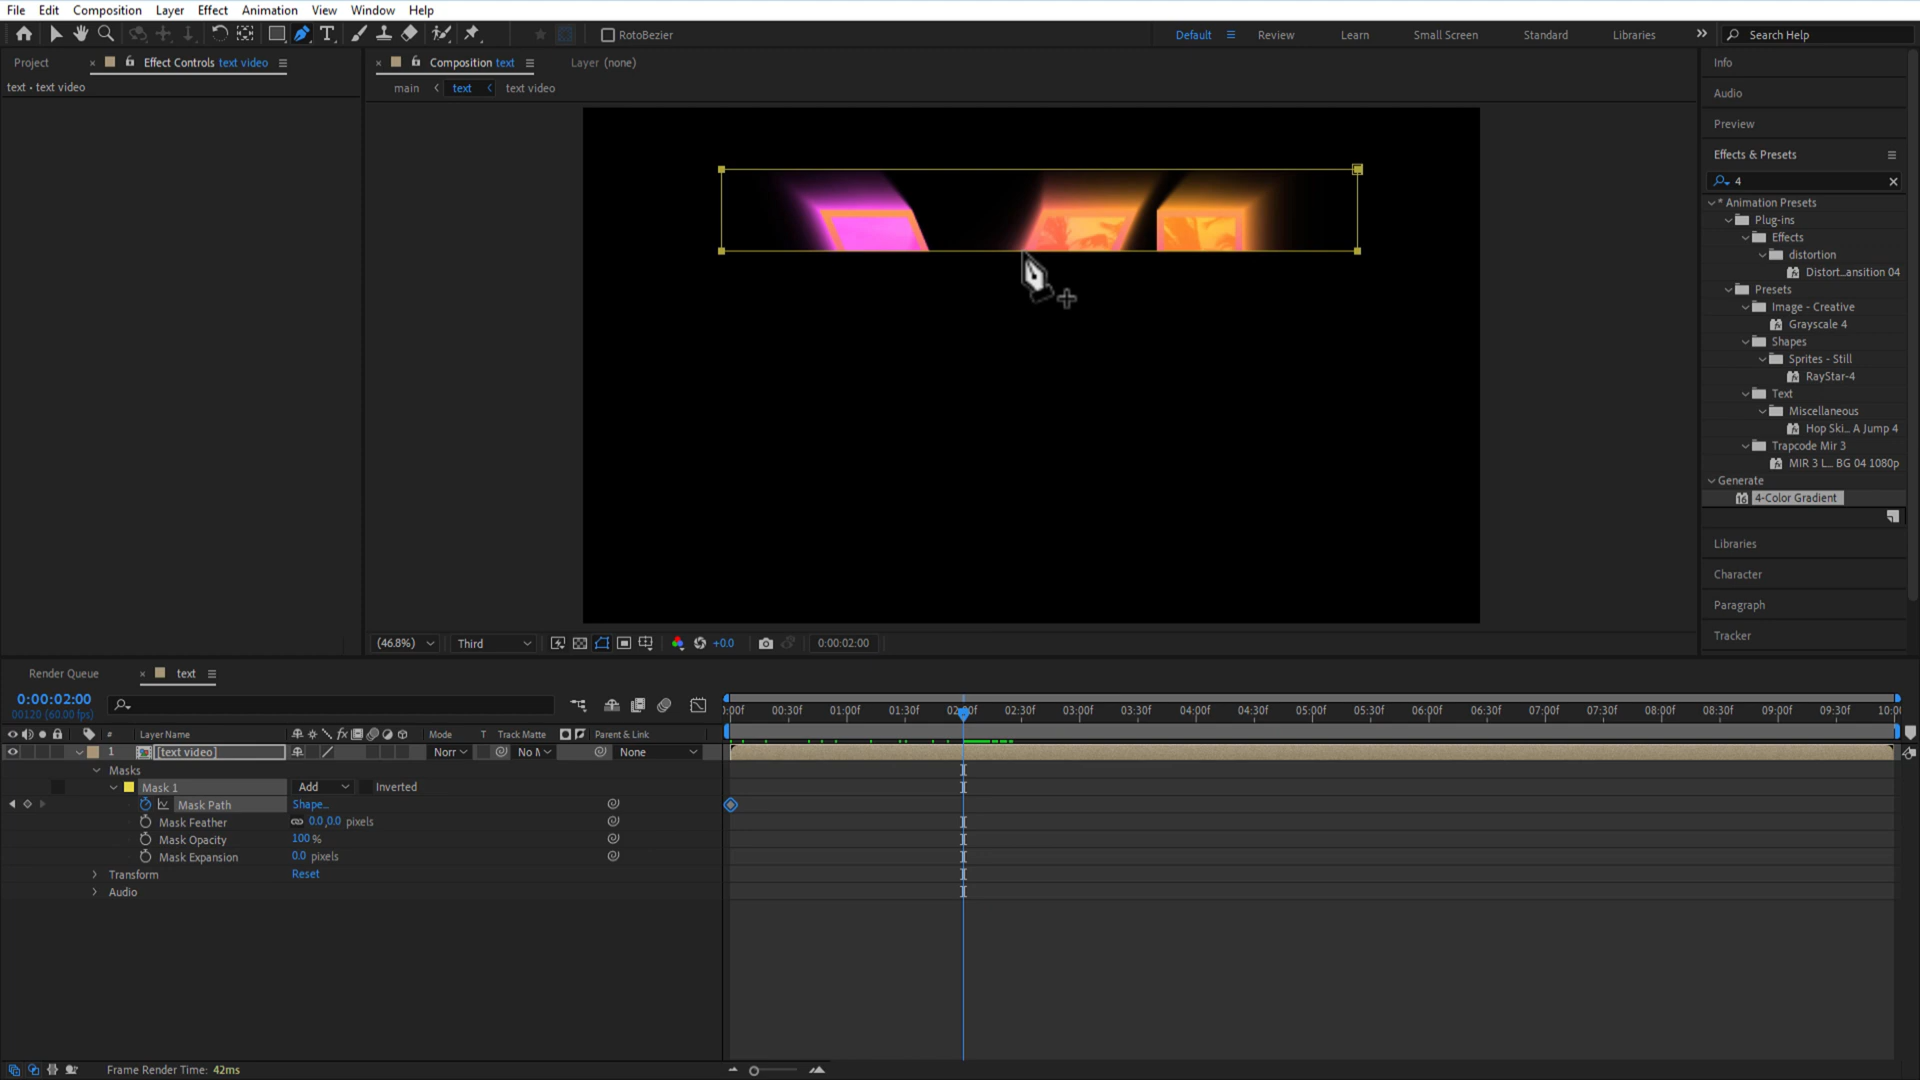 File Edit Composition Layer Effect Animation View Window Help
RotoBezier
Default Review Learn Small Screen Standard Libraries Search Help
Project Effect Controls text video
Composition text Layer (none)
text • text video
main text text video
Info
Audio
Preview
Effects & Presets
4
* Animation Presets
Plug-ins
Effects
distortion
Distort...ansition 04
Presets
Image - Creative
Grayscale 4
Shapes
Sprites - Still
RayStar-4
Text
Miscellaneous
Hop Ski... A Jump 4
Trapcode Mir 3
MIR 3 L... BG 04 1080p
Generate
4-Color Gradient
Libraries
Character
Paragraph
Tracker
(46.8%) Third +0.0 0:00:02:00
Render Queue text
0:00:02:00
00120 (60.00 fps)
:00f 00:30f 01:00f 01:30f 02:00f 02:30f 03:00f 03:30f 04:00f 04:30f 05:00f 05:30f 06:00f 06:30f 07:00f 07:30f 08:00f 08:30f 09:00f 09:30f 10:00
# Layer Name Mode T Track Matte Parent & Link
1 [text video] Norr No M None
Masks
Mask 1 Add Inverted
Mask Path Shape...
Mask Feather 0.0,0.0 pixels
Mask Opacity 100 %
Mask Expansion 0.0 pixels
Transform Reset
Audio
Frame Render Time: 42ms